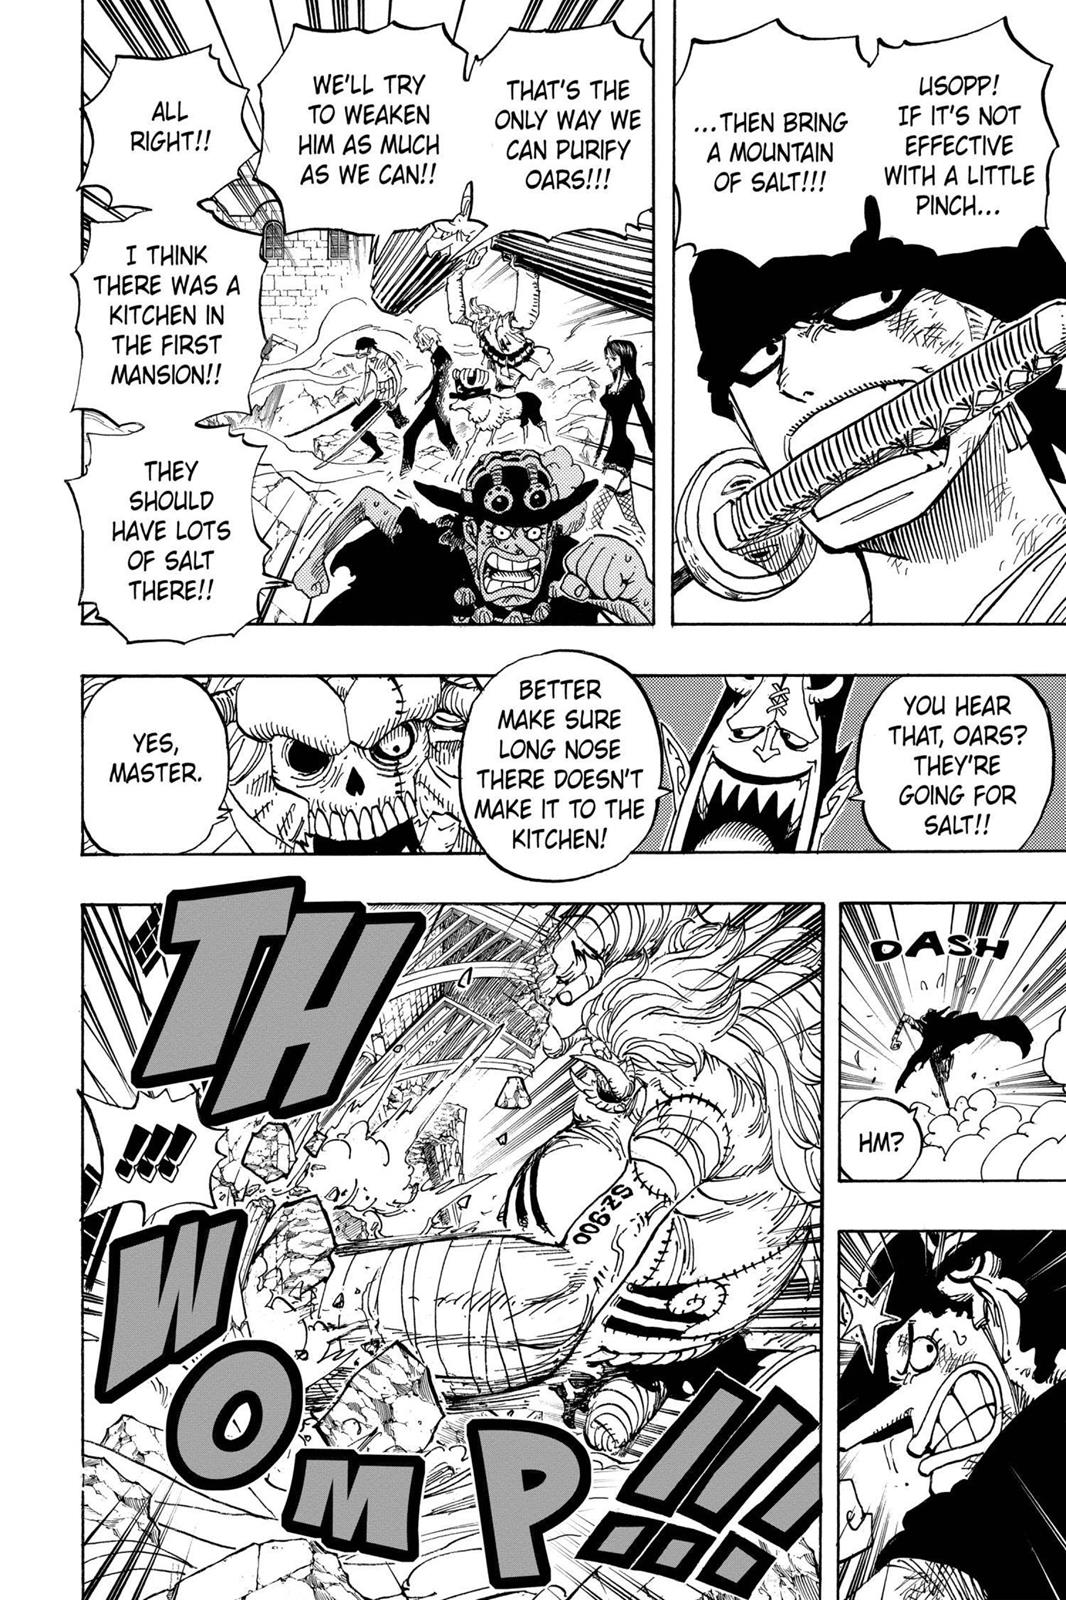 USOPP!
IF IT'S NOT
EFFECTIVE
WITH A LITTLE
PINCH...
...THEN BRING
A MOUNTAIN
OF SALT!!!
THAT'S THE
ONLY WAY WE
CAN PURIFY
OARS!!!
WE'LL TRY
TO WEAKEN
HIM AS MUCH
AS WE CAN!!
ALL
RIGHT!!
I THINK
THERE WAS A
KITCHEN IN
THE FIRST
MANSION!!
THEY
SHOULD
HAVE LOTS
OF SALT
THERE!!
YOU HEAR
THAT, OARS?
THEY'RE
GOING FOR
SALT!!
BETTER
MAKE SURE
LONG NOSE
THERE DOESN'T
MAKE IT TO THE
KITCHEN!
YES,
MASTER.
DASH
HM?
!!!
THWOMP!!!
SZ-900